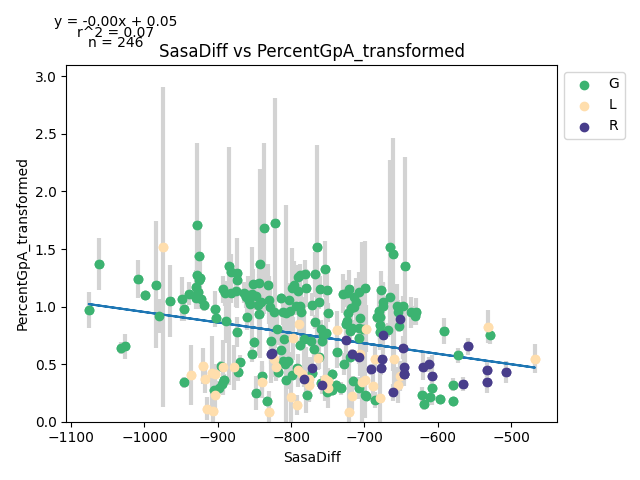 y = -0.00x + 0.05
r^2 = 0.07
n = 246
SasaDiff vs PercentGpA_transformed
G
L
R
PercentGpA_transformed
3.0
2.5
2.0
1.5
1.0
0.5
0.0
−1100
−1000
−900
−800
−700
−600
−500
SasaDiff